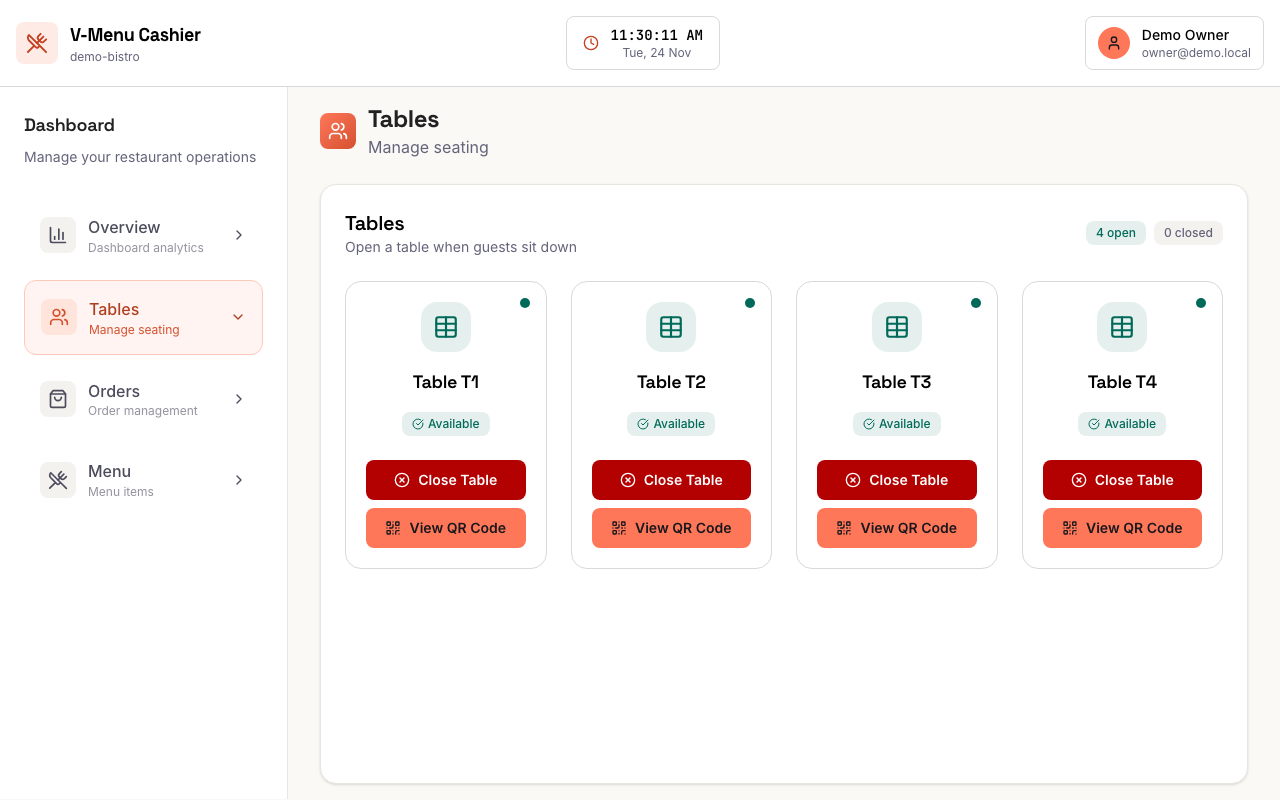 V-Menu Cashier
demo-bistro
11:30:11 AM
Tue, 24 Nov
Demo Owner
owner@demo.local
Dashboard
Manage your restaurant operations
Overview
Dashboard analytics
Tables
Manage seating
Orders
Order management
Menu
Menu items
Tables
Manage seating
Tables
Open a table when guests sit down
4 open
0 closed
Table T1
Available
Close Table
View QR Code
Table T2
Available
Close Table
View QR Code
Table T3
Available
Close Table
View QR Code
Table T4
Available
Close Table
View QR Code